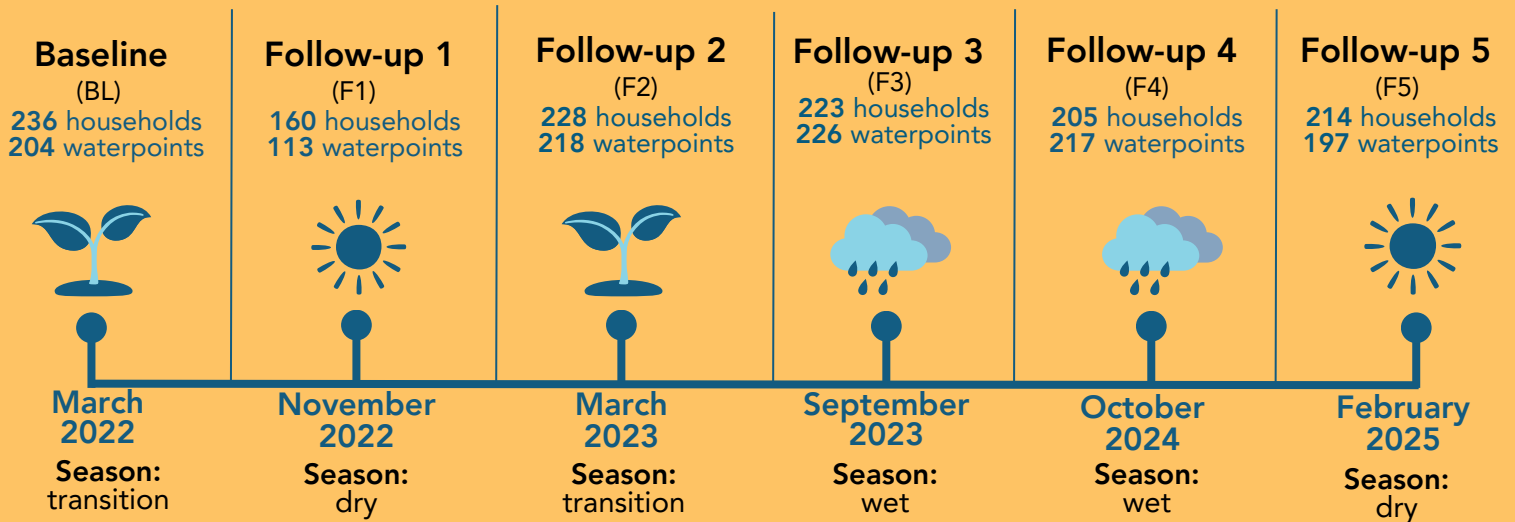 Baseline
(BL)
236 households
204 waterpoints
March
2022
Season:
transition
Follow-up 1
(F1)
160 households
113 waterpoints
November
2022
Season:
dry
Follow-up 2
(F2)
228 households
218 waterpoints
March
2023
Season:
transition
Follow-up 3
(F3)
223 households
226 waterpoints
September
2023
Season:
wet
Follow-up 4
(F4)
205 households
217 waterpoints
October
2024
Season:
wet
Follow-up 5
(F5)
214 households
197 waterpoints
February
2025
Season:
dry